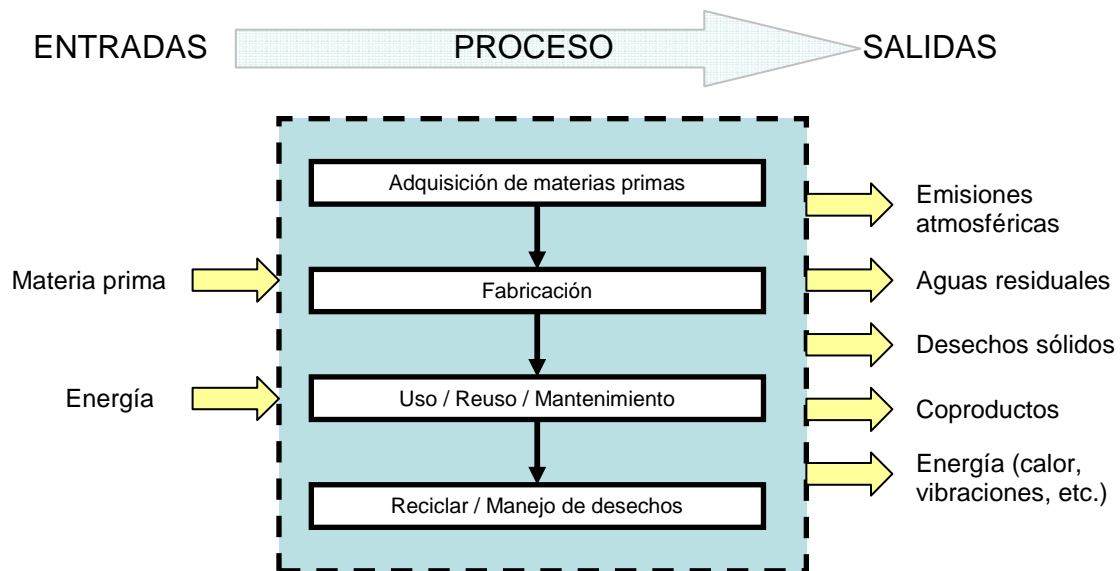 ENTRADAS
PROCESO
SALIDAS
Adquisición de materias primas
Fabricación
Uso / Reuso / Mantenimiento
Reciclar / Manejo de desechos
Materia prima
Energía
Emisiones
atmosféricas
Aguas residuales
Desechos sólidos
Coproductos
Energía (calor,
vibraciones, etc.)